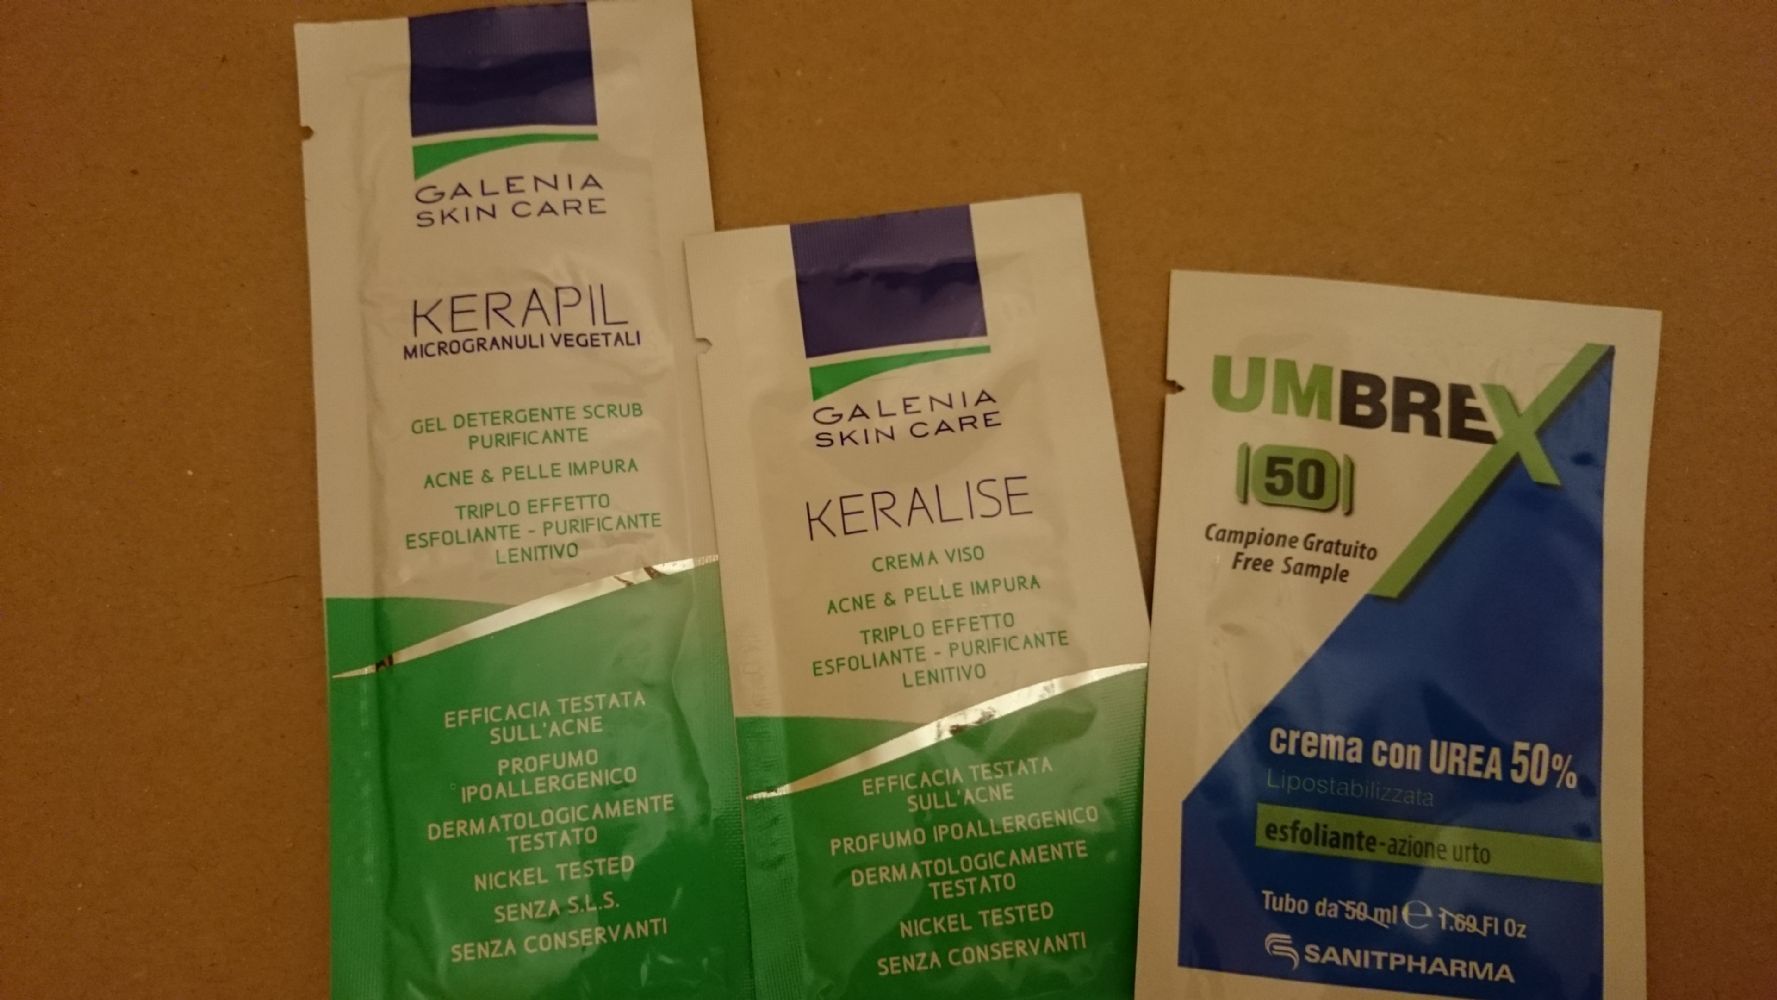 GALENIA
SKIN CARE
KERAPIL
MICROGRANULI VEGETALI
GEL DETERGENTE SCRUB
PURIFICANTE
ACNE & PELLE IMPURA
TRIPLO EFFETTO
ESFOLIANTE - PURIFICANTE
LENITIVO
EFFICACIA TESTATA
SULL'ACNE
PROFUMO
IPOALLERGENICO
DERMATOLOGICAMENTE
TESTATO
NICKEL TESTED
SENZA S.L.S.
SENZA CONSERVANTI
GALENIA
SKIN CARE
KERALISE
CREMA VISO
ACNE & PELLE IMPURA
TRIPLO EFFETTO
ESFOLIANTE - PURIFICANTE
LENITIVO
EFFICACIA TESTATA
SULL'ACNE
PROFUMO IPOALLERGENICO
DERMATOLOGICAMENTE
TESTATO
NICKEL TESTED
SENZA CONSERVANTI
UMBREX
50
Campione Gratuito
Free Sample
crema con UREA 50%
Lipostabilizzata
esfoliante-azione urto
Tubo da 50 ml ℮ 1.69 Fl Oz
SANITPHARMA